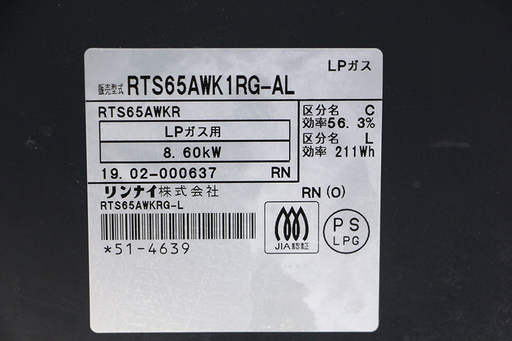 LPガス
販売型式 RTS65AWK1RG-AL
RTS65AWKR
LPガス用
8.60kW
19.02-000637 RN
区分名 C
効率56.3%
区分名 L
効率 211Wh
リンナイ株式会社
RN (O)
RTS65AWKRG-L
*51-4639
JIA認証
PS
LPG